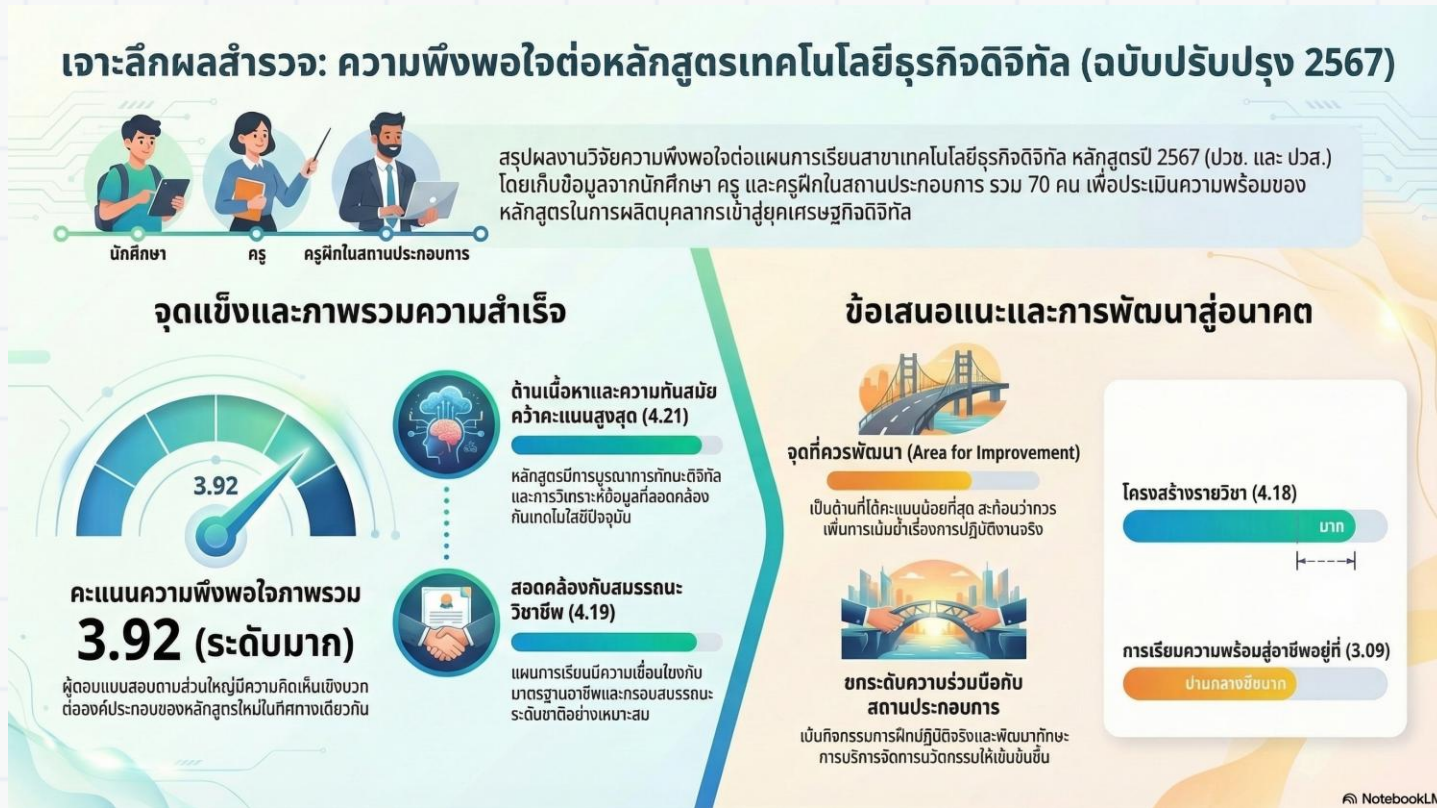 เจาะลึกผลสำรวจ: ความพึงพอใจต่อหลักสูตรเทคโนโลยีธุรกิจดิจิทัล (ฉบับปรับปรุง 2567)
สรุปผลงานวิจัยความพึงพอใจต่อแผนการเรียนสาขาเทคโนโลยีธุรกิจดิจิทัล หลักสูตรปี 2567 (ปวช. และ ปวส.)
โดยเก็บข้อมูลจากนักศึกษา ครู และครูฝึกในสถานประกอบการ รวม 70 คน เพื่อประเมินความพร้อมของ
หลักสูตรในการผลิตบุคลากรเข้าสู่ยุคเศรษฐกิจดิจิทัล
นักศึกษา
ครู
ครูฝึกในสถานประกอบทาร
จุดแข็งและภาพรวมความสำเร็จ
3.92
คะแนนความพึงพอใจภาพรวม
3.92 (ระดับมาก)
ผู้ตอบแบบสอบถามส่วนใหญ่มีความคิดเห็นเชิงบวก
ต่อองค์ประกอบของหลักสูตรใหม่ในทิศทางเดียวกัน
ด้านเนื้อหาและความทันสมัย
คว้าคะแนนสูงสุด (4.21)
หลักสูตรมีการบูรณาการทักนะดิจิทัล
และการวิเทราะห์ข้อมูลที่ลอดคล้อง
กันเทดโนใสชีปัจจุบัน
สอดคล้องกับสมรรถนะ
วิชาชีพ (4.19)
แผนการเรียนมีความเชื่อนโยงกับ
มาตรฐานอาชีพและกรอบสมรรถนะ
ระดับชาติอย่างเหมาะสม
ข้อเสนอแนะและการพัฒนาสู่อนาคต
จุดที่ควรพัฒนา (Area for Improvement)
เป็นด้านที่ได้คะแนนน้อยที่สุด สะท้อนว่าทวร
เพิ่มทารเน้มย้ำเรื่องการปฏิบัติงานจริง
ยกระดับความร่วมบือกับ
สถานประกอบการ
เน้นกิจกรรมการฝึกปฏิบัติจริงและพัฒนาทักษะ
การบริการจัดการนวัตกรรมให้เข้มข้นขึ้น
โครงสร้างรายวิชา (4.18)
มาก
การเรียมความพร้อมสู่อาชีพอยู่ที่ (3.09)
NotebookLM